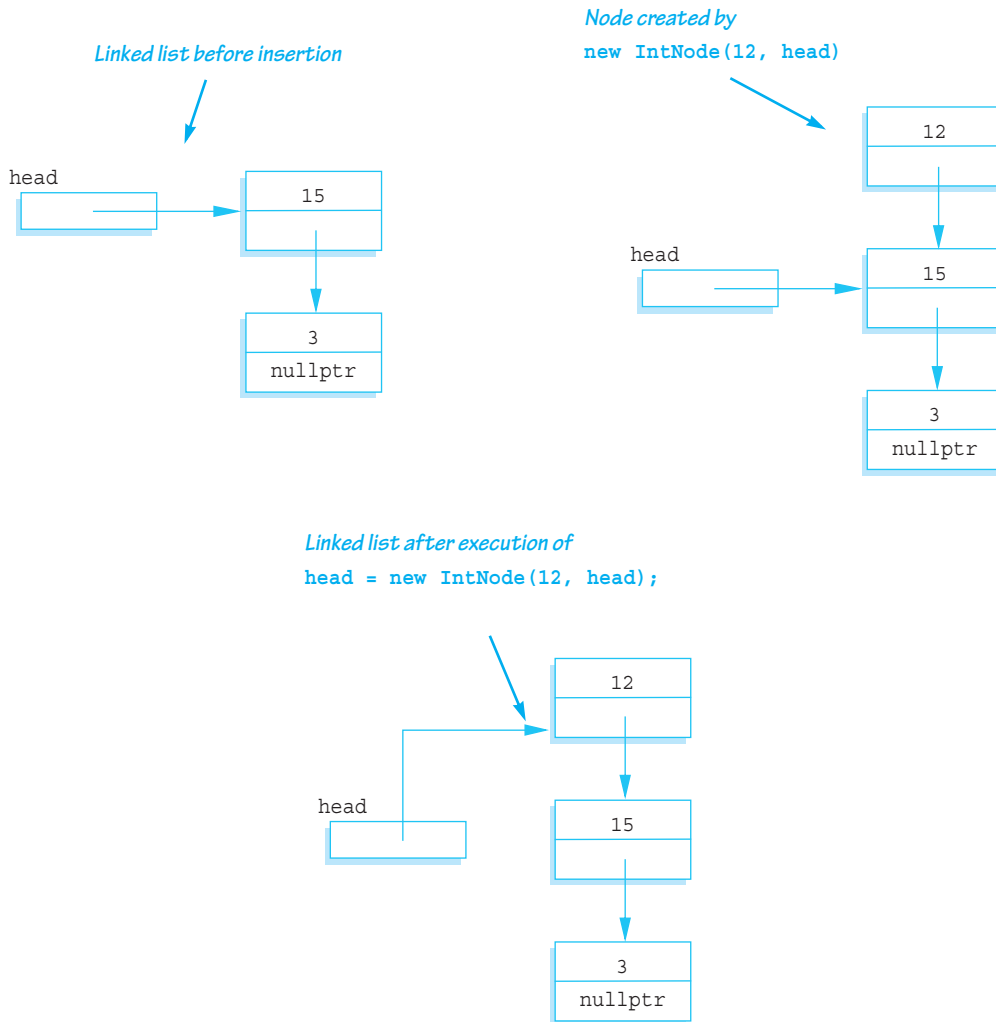 Linked list before insertion
head
15
3
nullptr
Node created by
new IntNode(12, head)
12
head
15
3
nullptr
Linked list after execution of
head = new IntNode(12, head);
12
head
15
3
nullptr